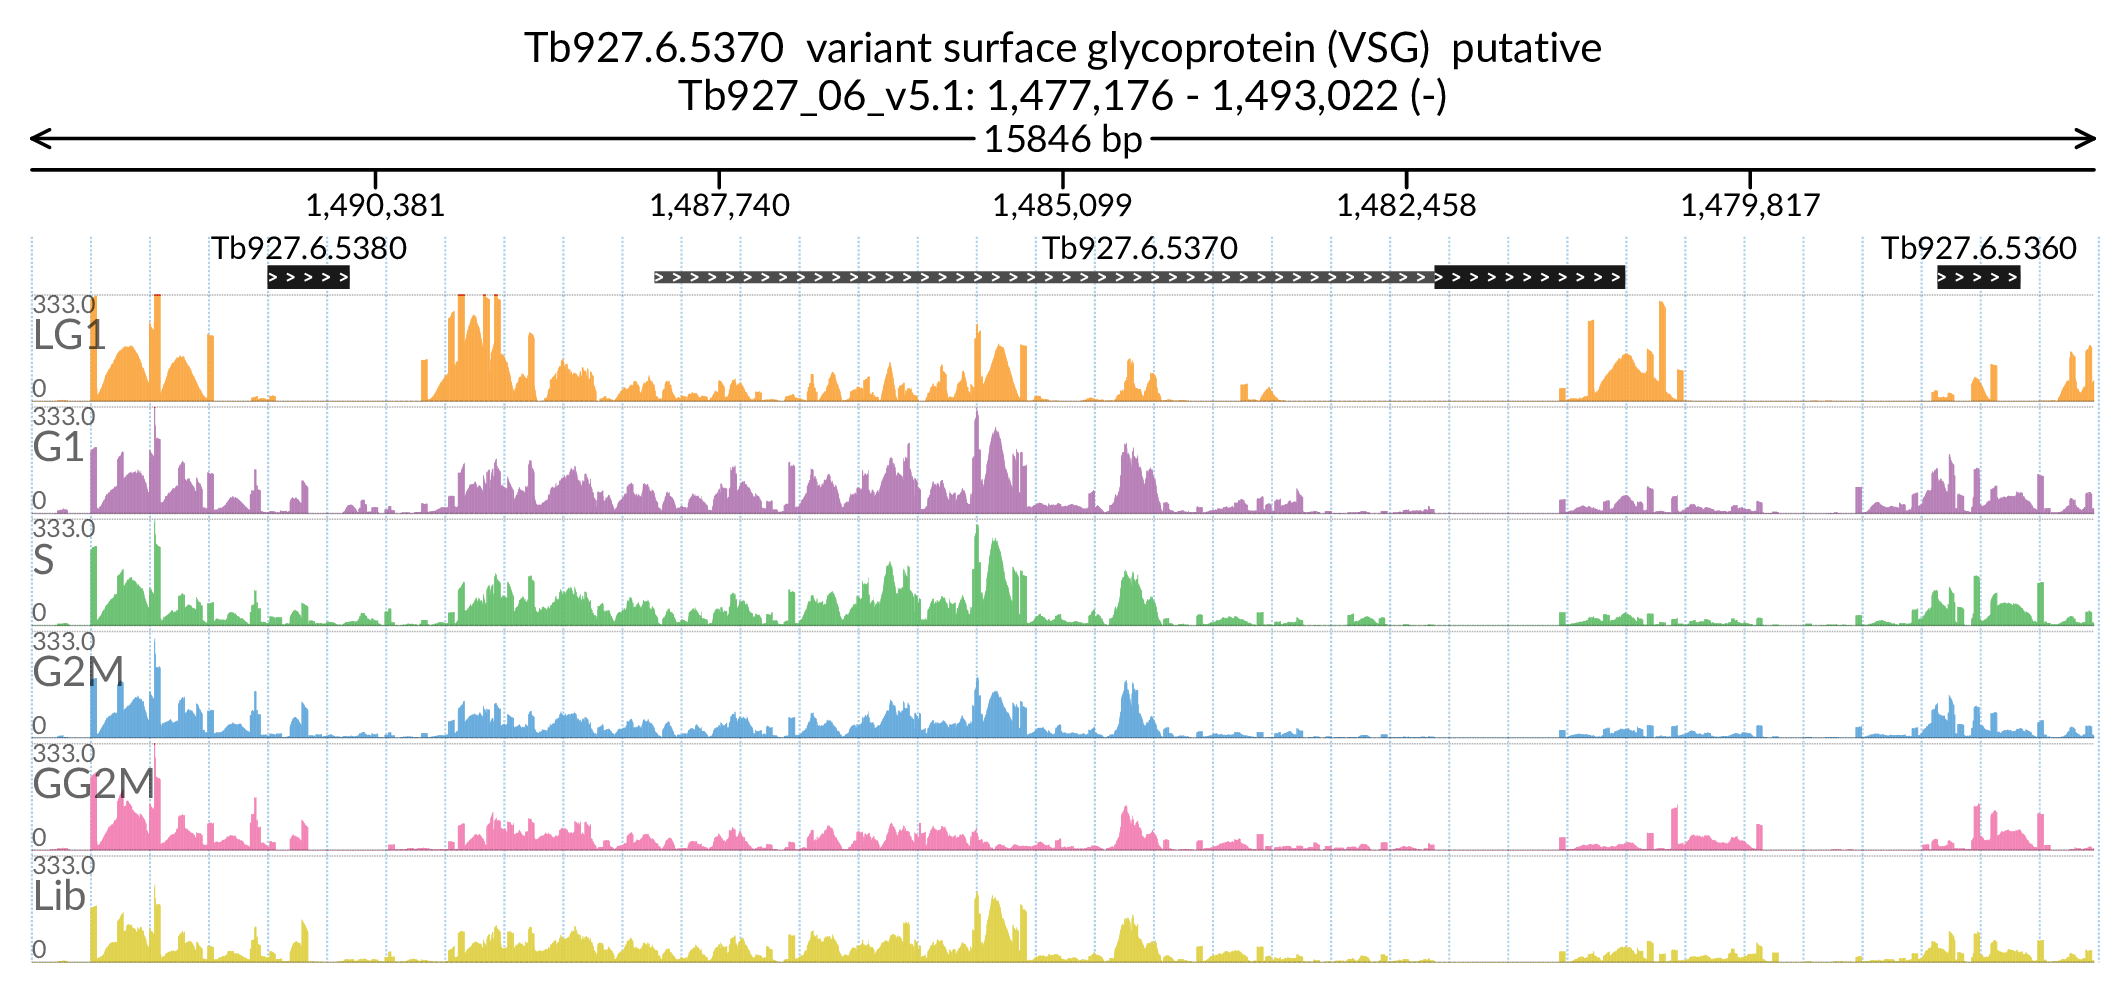 Tb927.6.5370  variant surface glycoprotein (VSG)  putative
Tb927_06_v5.1: 1,477,176 - 1,493,022 (-)
15846 bp
1,490,381 1,487,740 1,485,099 1,482,458 1,479,817
Tb927.6.5380 Tb927.6.5370 Tb927.6.5360
333.0
LG1
0
333.0
G1
0
333.0
S
0
333.0
G2M
0
333.0
GG2M
0
333.0
Lib
0